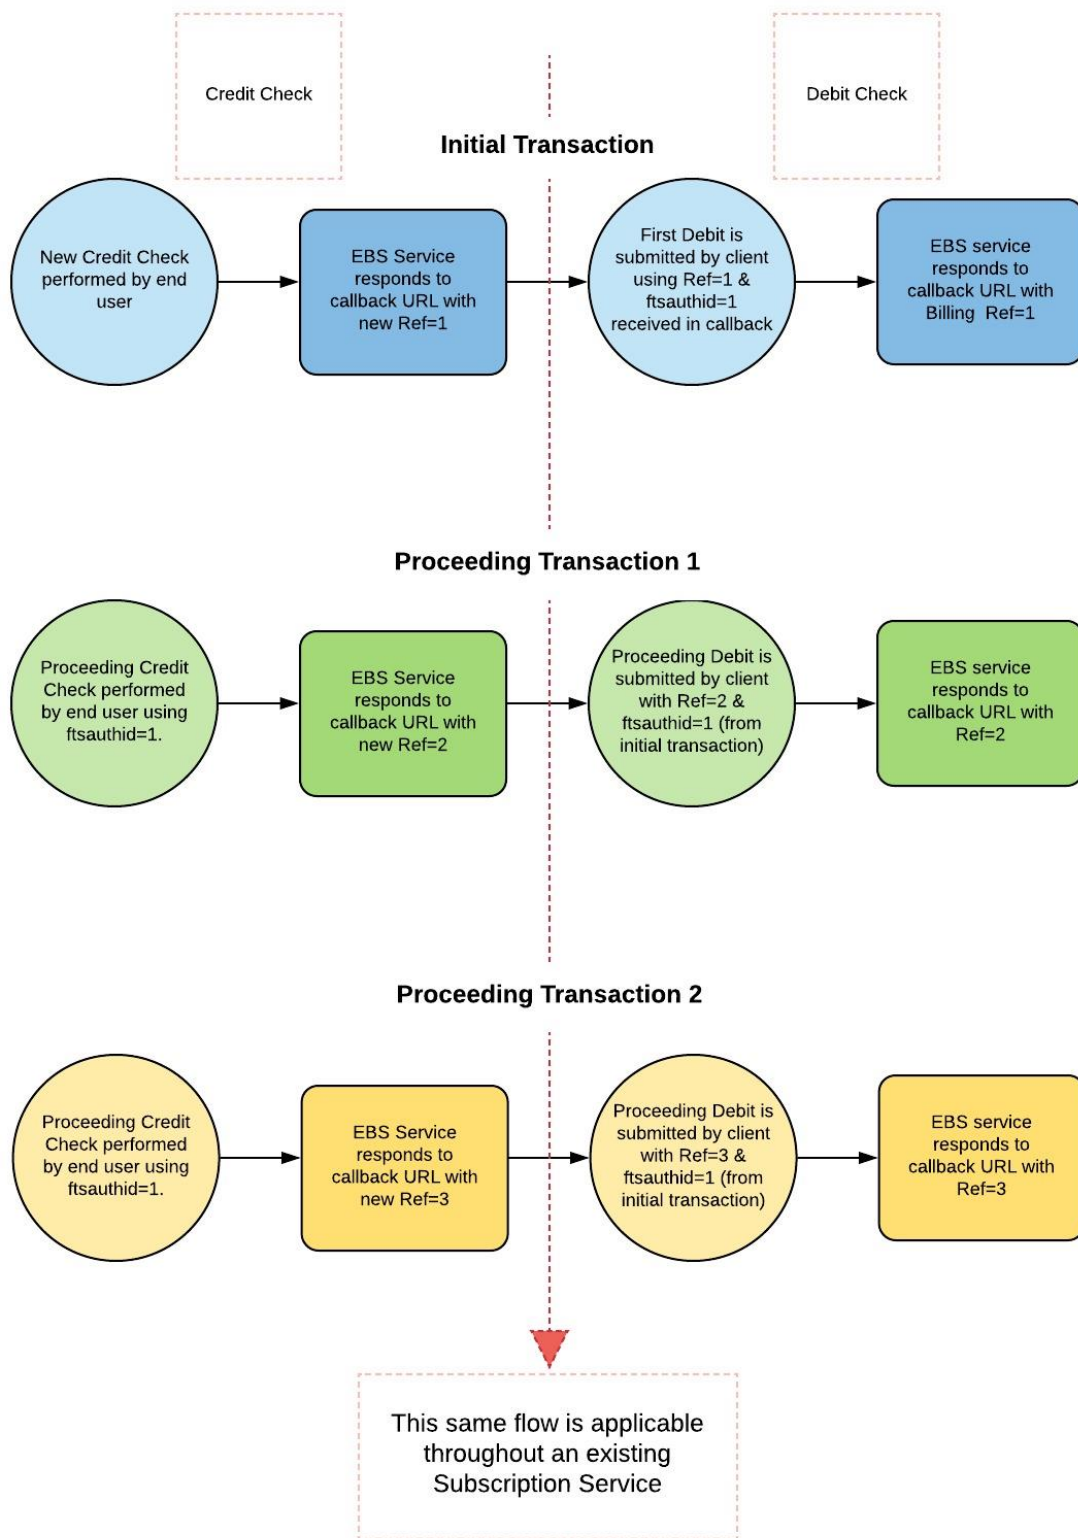 Credit Check
Debit Check
Initial Transaction
New Credit Check
performed by end
user
EBS Service
responds to
callback URL with
new Ref=1
First Debit is
submitted by client
using Ref=1 &
ftsauthid=1
received in callback
EBS service
responds to
callback URL with
Billing  Ref=1
Proceeding Transaction 1
Proceeding Credit
Check performed
by end user using
ftsauthid=1.
EBS Service
responds to
callback URL with
new Ref=2
Proceeding Debit is
submitted by client
with Ref=2 &
ftsauthid=1 (from
initial transaction)
EBS service
responds to
callback URL with
Ref=2
Proceeding Transaction 2
Proceeding Credit
Check performed
by end user using
ftsauthid=1.
EBS Service
responds to
callback URL with
new Ref=3
Proceeding Debit is
submitted by client
with Ref=3 &
ftsauthid=1 (from
initial transaction)
EBS service
responds to
callback URL with
Ref=3
This same flow is applicable
throughout an existing
Subscription Service